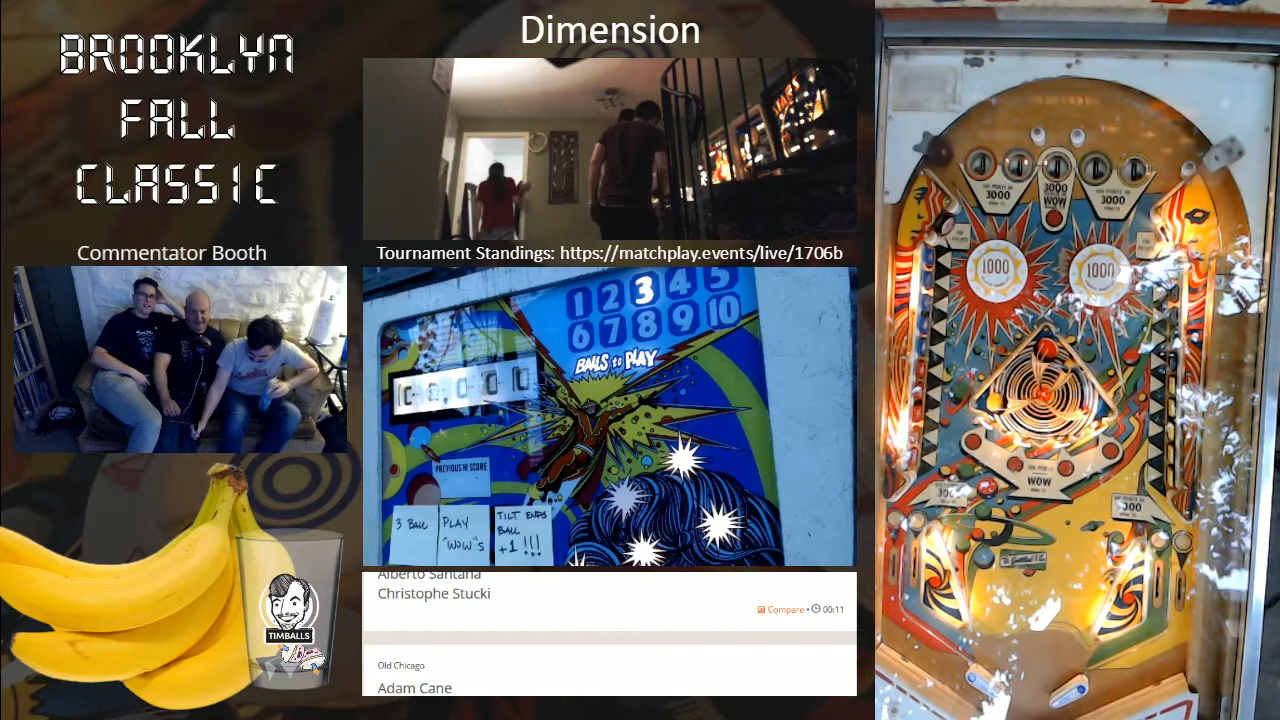 BROOKLYN
FALL
CLASSIC
Commentator Booth
TIMBALLS
Dimension
Tournament Standings: https://matchplay.events/live/1706b
1 2 3 4 5
6 7 8 9 10
BALLS to PLAY
PREVIOUS HI SCORE
3 BALL
PLAY
"WOW"S
TILT ENDS
BALL
+1 !!!
Alberto Santana
Christophe Stucki
Compare • 00:11
Old Chicago
Adam Cane
3000
3000
WOW
3000
1000
1000
WOW